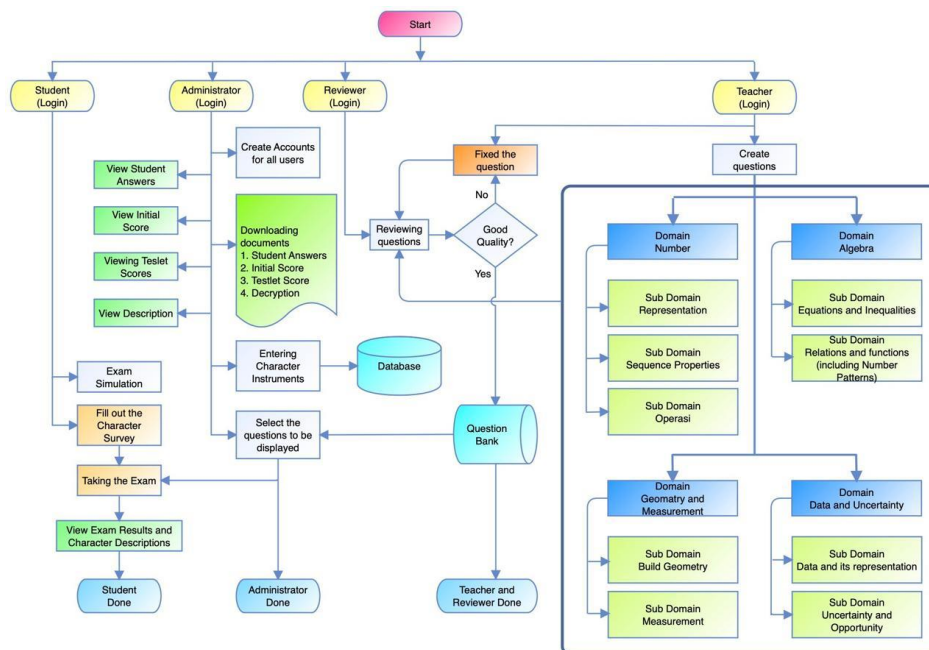 Start
Student
(Login)
Administrator
(Login)
Reviewer
(Login)
Teacher
(Login)
Create Accounts
for all users
View Student
Answers
View Initial
Score
Viewing Teslet
Scores
View Description
Downloading
documents
1. Student Answers
2. Initial Score
3. Testlet Score
4. Decryption
Fixed the
question
No
Reviewing
questions
Good
Quality?
Yes
Create
questions
Domain
Number
Sub Domain
Representation
Sub Domain
Sequence Properties
Sub Domain
Operasi
Domain
Algebra
Sub Domain
Equations and Inequalities
Sub Domain
Relations and functions
(including Number
Patterns)
Exam
Simulation
Entering
Character
Instruments
Database
Fill out the
Character
Survey
Select the
questions to be
displayed
Question
Bank
Taking the Exam
View Exam Results and
Character Descriptions
Domain
Geometry and
Measurement
Sub Domain
Build Geometry
Sub Domain
Measurement
Domain
Data and Uncertainty
Sub Domain
Data and its representation
Sub Domain
Uncertainty and
Opportunity
Student
Done
Administrator
Done
Teacher and
Reviewer Done